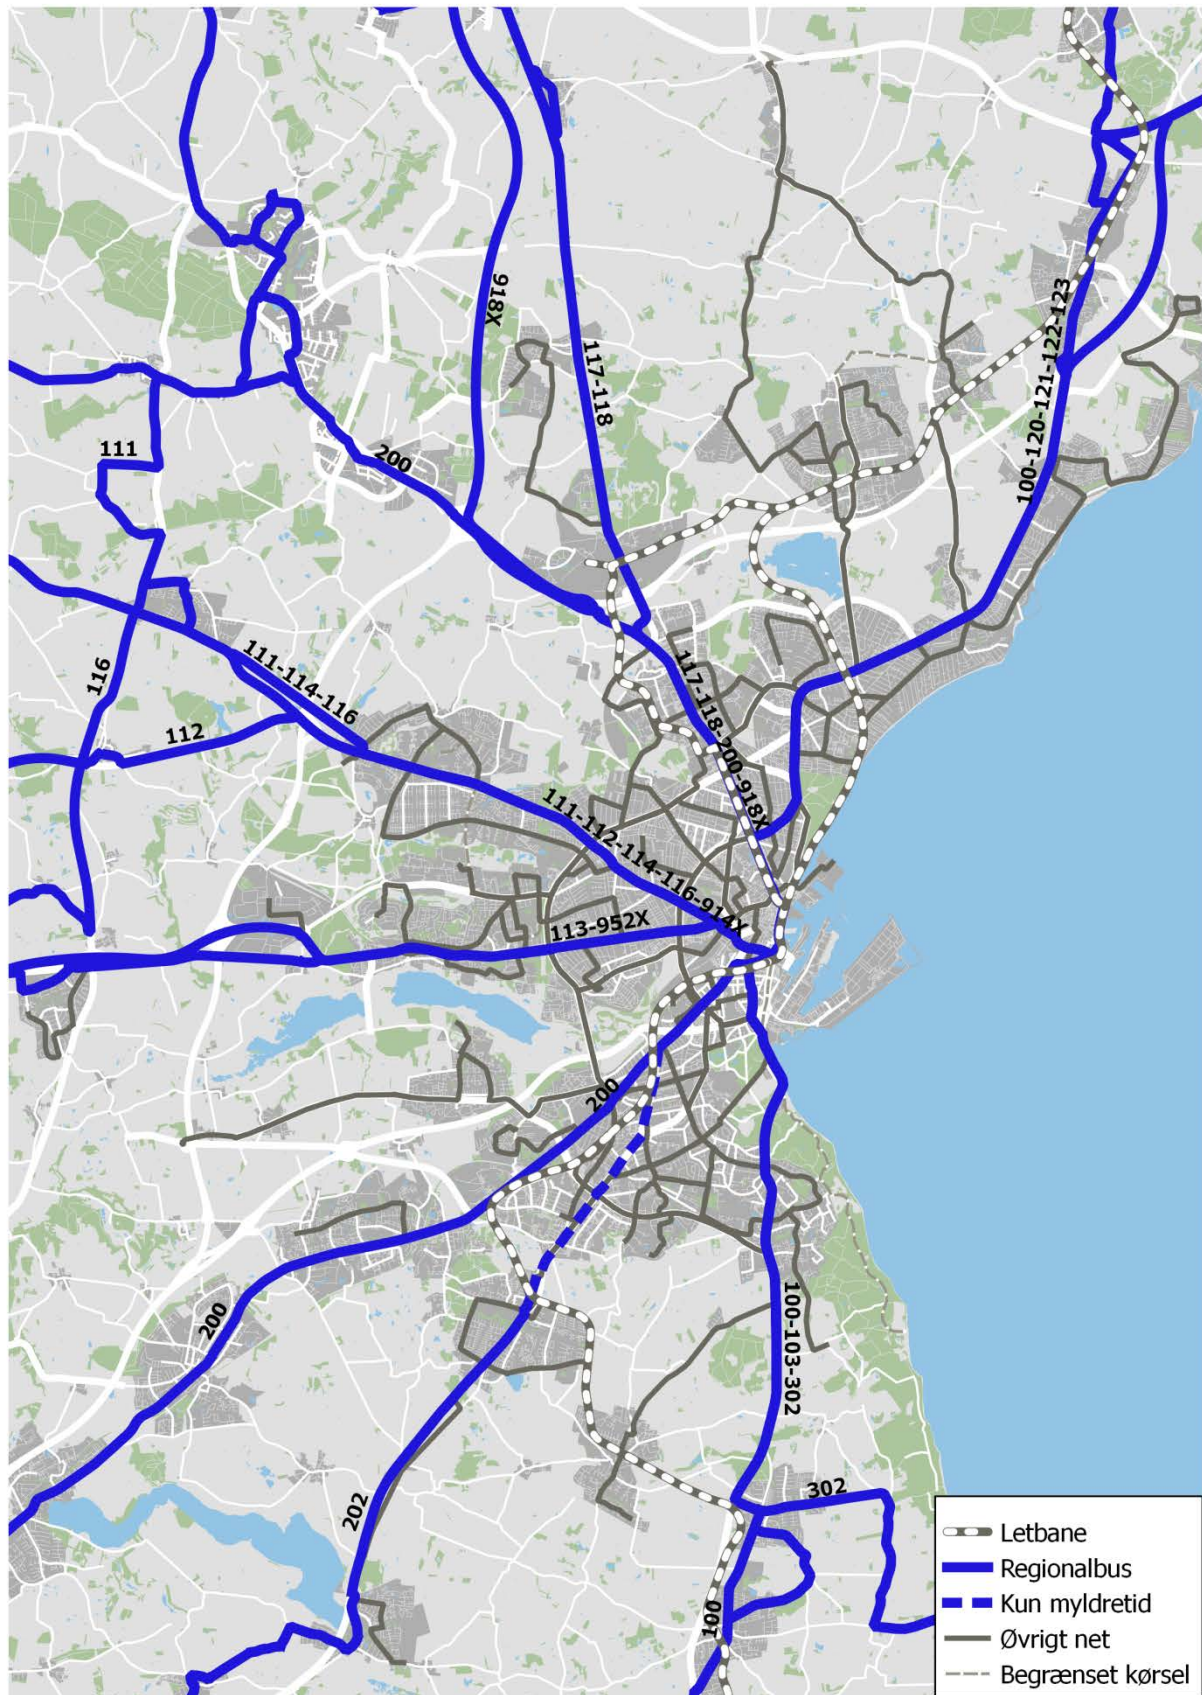 918X
117-118
100-120-121-122-123
111
200
116
111-114-116
112
117-118-200-918X
111-112-114-116-914X
113-952X
200
200
100-103-302
202
302
100
Letbane
Regionalbus
Kun myldretid
Øvrigt net
Begrænset kørsel